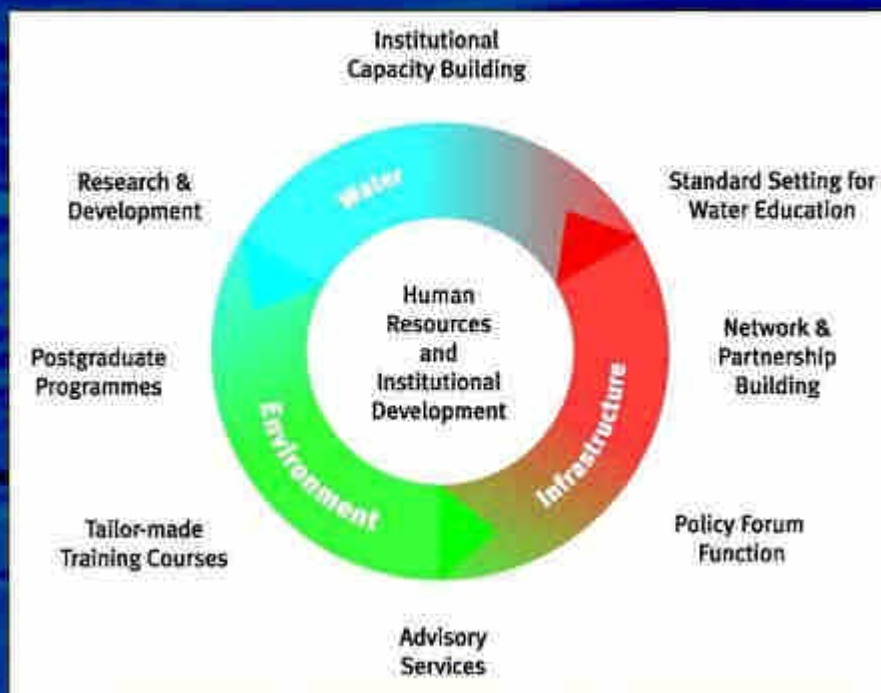 Institutional
Capacity Building
Research &
Development
Water
Standard Setting for
Water Education
Human
Resources
and
Institutional
Development
Postgraduate
Programmes
Network &
Partnership
Building
Environment
Infrastructure
Tailor-made
Training Courses
Policy Forum
Function
Advisory
Services